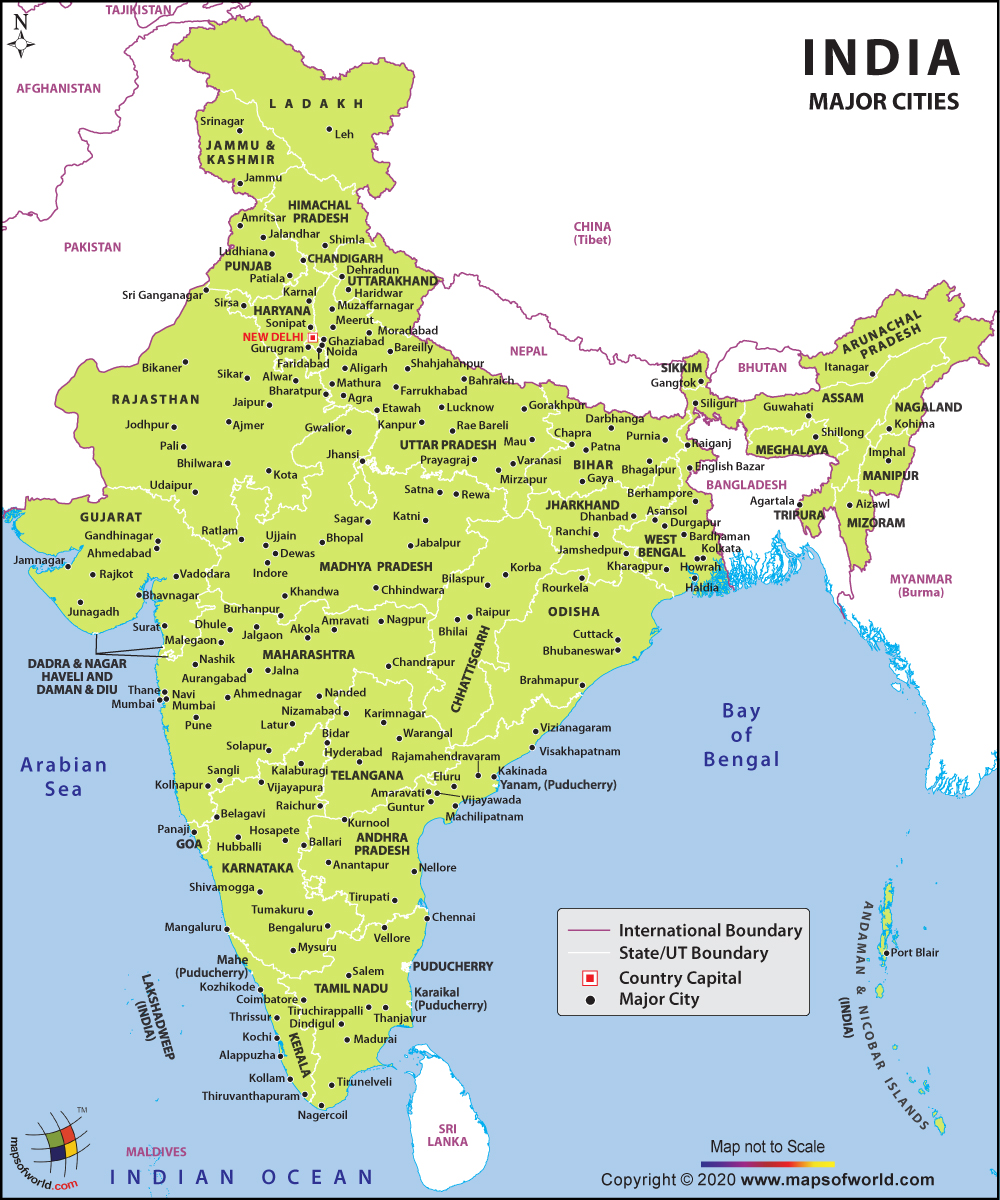 TAJIKISTAN
N
INDIA
MAJOR CITIES
AFGHANISTAN
LADAKH
Srinagar
Leh
JAMMU &
KASHMIR
Jammu
HIMACHAL
PRADESH
Amritsar
Jalandhar
Shimla
CHINA
(Tibet)
PAKISTAN
Ludhiana
CHANDIGARH
PUNJAB
Dehradun
Patiala
UTTARAKHAND
Sri Ganganagar
Karnal
Haridwar
Sirsa
Muzaffarnagar
HARYANA
Sonipat
Meerut
Moradabad
NEW DELHI
Ghaziabad
Gurugram
Noida
Bareilly
NEPAL
Faridabad
Shahjahanpur
Bikaner
Sikar
Alwar
Aligarh
Bahraich
Mathura
Bharatpur
Farrukhabad
Agra
SIKKIM
Gangtok
BHUTAN
ARUNACHAL
PRADESH
Itanagar
RAJASTHAN
Jaipur
Etawah
Lucknow
Gorakhpur
Siliguri
Guwahati
ASSAM
NAGALAND
Jodhpur
Ajmer
Gwalior
Kanpur
Rae Bareli
Darbhanga
Kohima
Pali
UTTAR PRADESH
Mau
Chapra
Patna
Purnia
Raiganj
Shillong
MEGHALAYA
Imphal
Bhilwara
Jhansi
Prayagraj
Varanasi
BIHAR
Bhagalpur
English Bazar
MANIPUR
Kota
Mirzapur
Gaya
BANGLADESH
Udaipur
Satna
Rewa
Berhampore
Agartala
Aizawl
GUJARAT
Sagar
Katni
JHARKHAND
Asansol
TRIPURA
MIZORAM
Gandhinagar
Ratlam
Ujjain
Bhopal
Dhanbad
Durgapur
Ahmedabad
Dewas
Jabalpur
Ranchi
WEST
BENGAL
Bardhaman
Jamnagar
Jamshedpur
Kolkata
Rajkot
Vadodara
Indore
MADHYA PRADESH
Korba
Kharagpur
Howrah
MYANMAR
(Burma)
Bhavnagar
Khandwa
Chhindwara
Bilaspur
Rourkela
Haldia
Junagadh
Burhanpur
ODISHA
Surat
Dhule
Jalgaon
Amravati
Akola
Nagpur
Raipur
Bhilai
Cuttack
Malegaon
Bhubaneswar
DADRA & NAGAR
HAVELI AND
DAMAN & DIU
Nashik
MAHARASHTRA
Chandrapur
CHHATTISGARH
Aurangabad
Jalna
Brahmapur
Thane
Navi
Mumbai
Mumbai
Ahmednagar
Nanded
Pune
Nizamabad
Karimnagar
Latur
Bidar
Warangal
Vizianagaram
Bay
of
Bengal
Solapur
Hyderabad
Rajamahendravaram
Visakhapatnam
Arabian
Sea
Sangli
Kalaburagi
TELANGANA
Eluru
Kakinada
Yanam, (Puducherry)
Kolhapur
Vijayapura
Amaravati
Vijayawada
Raichur
Guntur
Machilipatnam
Belagavi
Kurnool
Panaji
GOA
Hosapete
Hubballi
Ballari
ANDHRA
PRADESH
KARNATAKA
Anantapur
Nellore
Shivamogga
Tirupati
Tumakuru
Chennai
Mangaluru
Bengaluru
Vellore
Mysuru
Mahe
(Puducherry)
Salem
PUDUCHERRY
Kozhikode
TAMIL NADU
Coimbatore
Karaikal
(Puducherry)
Thrissur
Tiruchirappalli
Thanjavur
Dindigul
Kochi
KERALA
Madurai
Alappuzha
Kollam
Tirunelveli
Thiruvanthapuram
Nagercoil
LAKSHADWEEP
(INDIA)
SRI
LANKA
MALDIVES
INDIAN OCEAN
International Boundary
State/UT Boundary
Country Capital
Major City
ANDAMAN & NICOBAR ISLANDS
(INDIA)
Port Blair
TM
mapsofworld.com
Map not to Scale
Copyright © 2020 www.mapsofworld.com